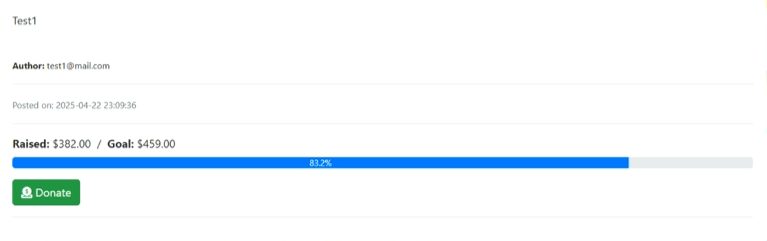 Test1
Author: test1@mail.com
Posted on: 2025-04-22 23:09:36
Raised: $382.00 / Goal: $459.00
83.2%
Donate